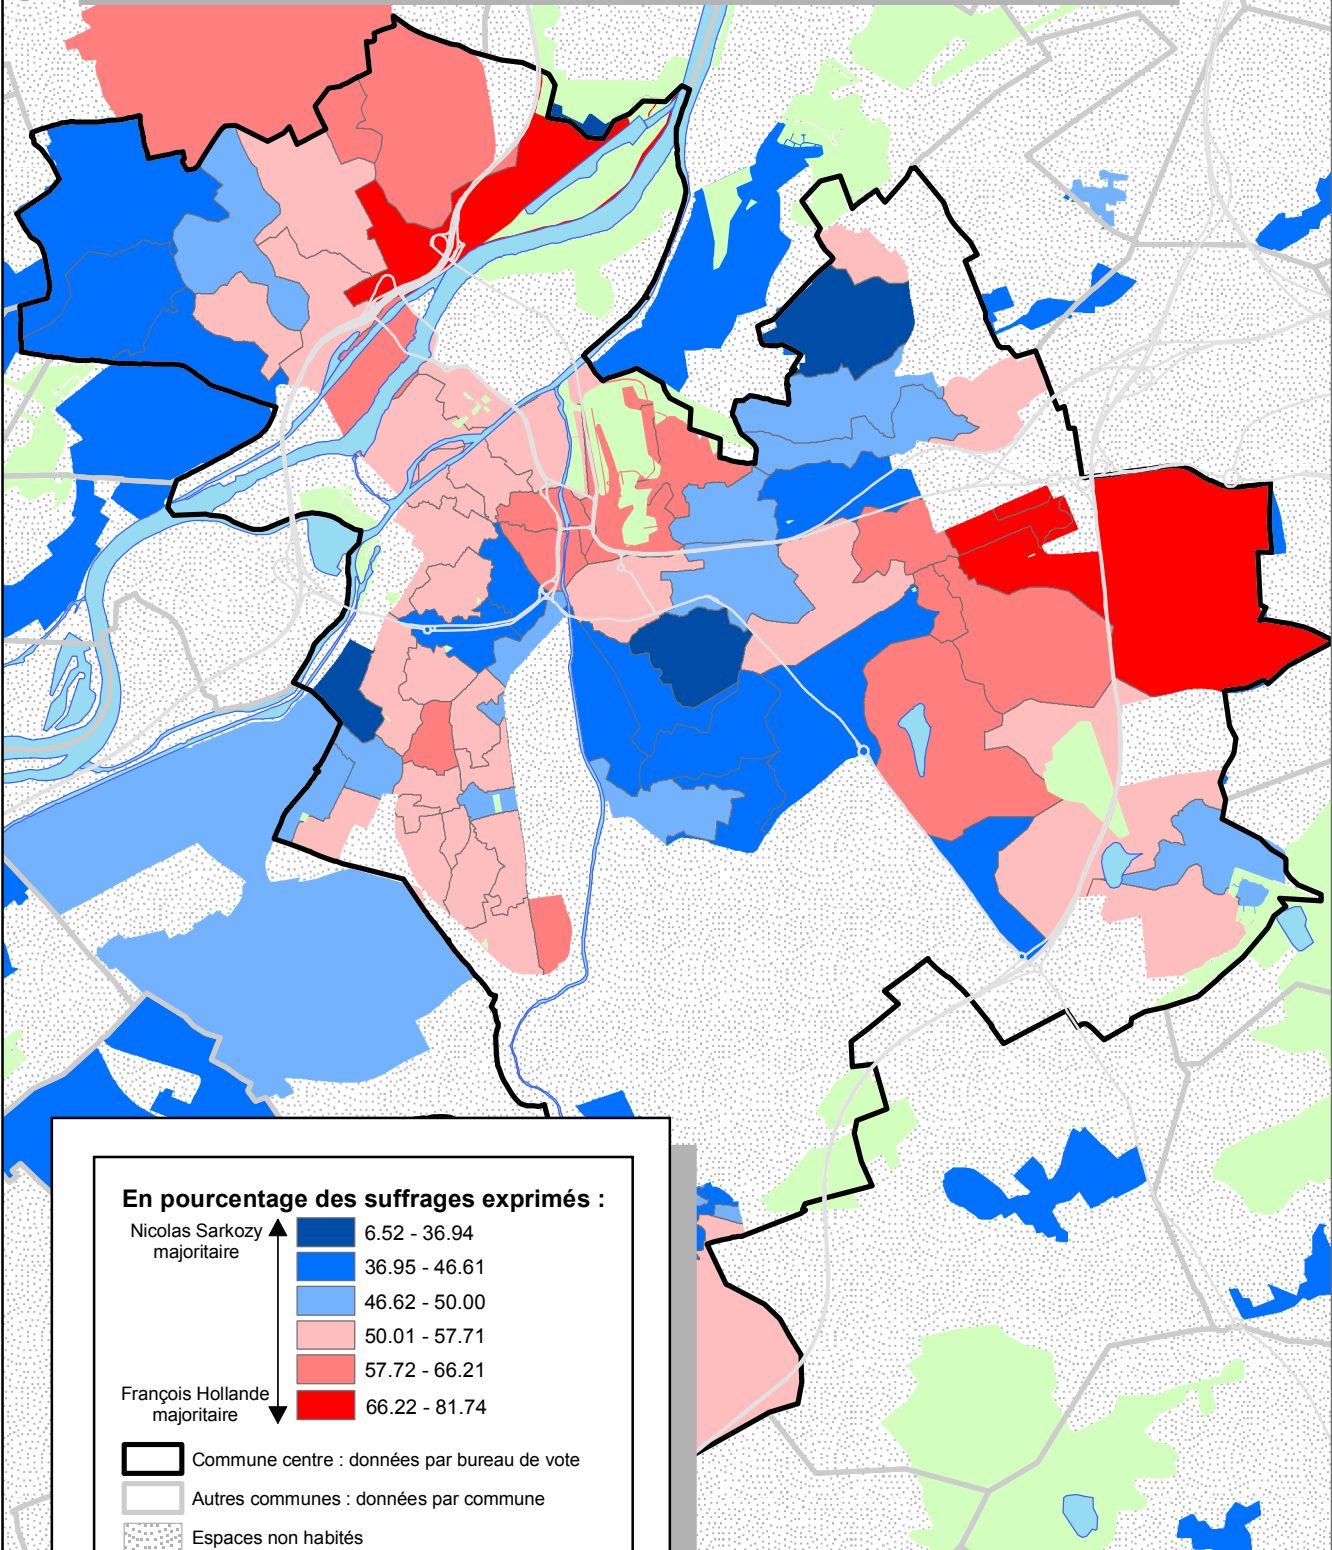 En pourcentage des suffrages exprimés :
Nicolas Sarkozy
majoritaire
6.52 - 36.94
36.95 - 46.61
46.62 - 50.00
50.01 - 57.71
57.72 - 66.21
François Hollande
majoritaire
66.22 - 81.74
Commune centre : données par bureau de vote
Autres communes : données par commune
Espaces non habités